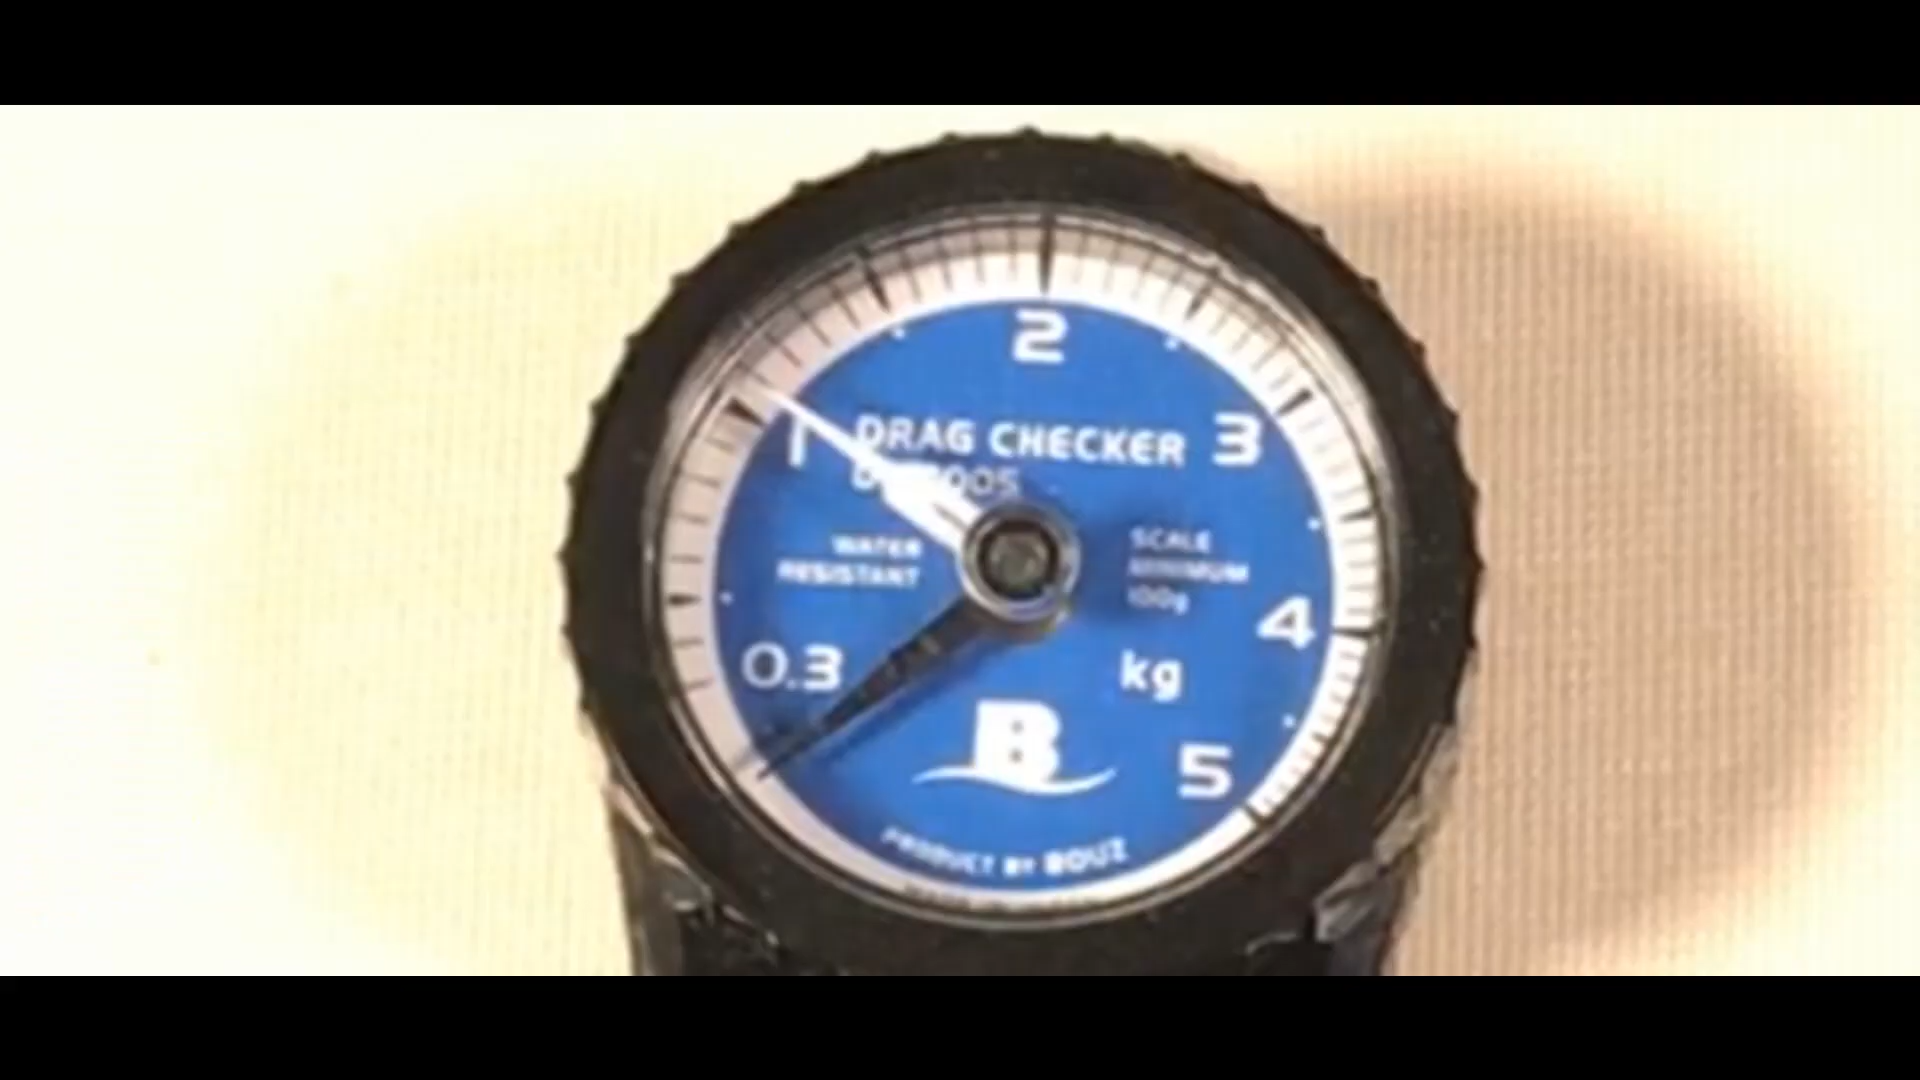 2
1
DRAG CHECKER
3
WATER
RESISTANT
SCALE
MINIMUM
100g
0.3
4
kg
B
5
PRODUCT BY BOUZ